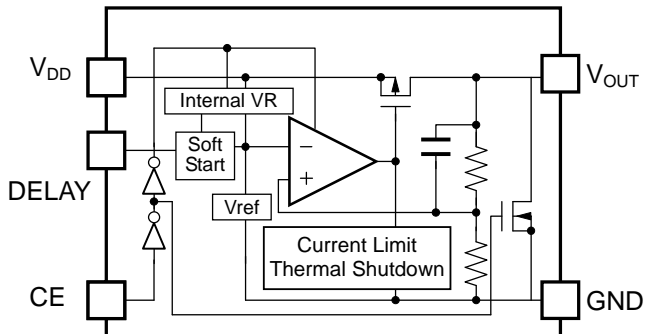 VDD
VOUT
Internal VR
Soft
Start
DELAY
−
+
Vref
Current Limit
Thermal Shutdown
CE
GND